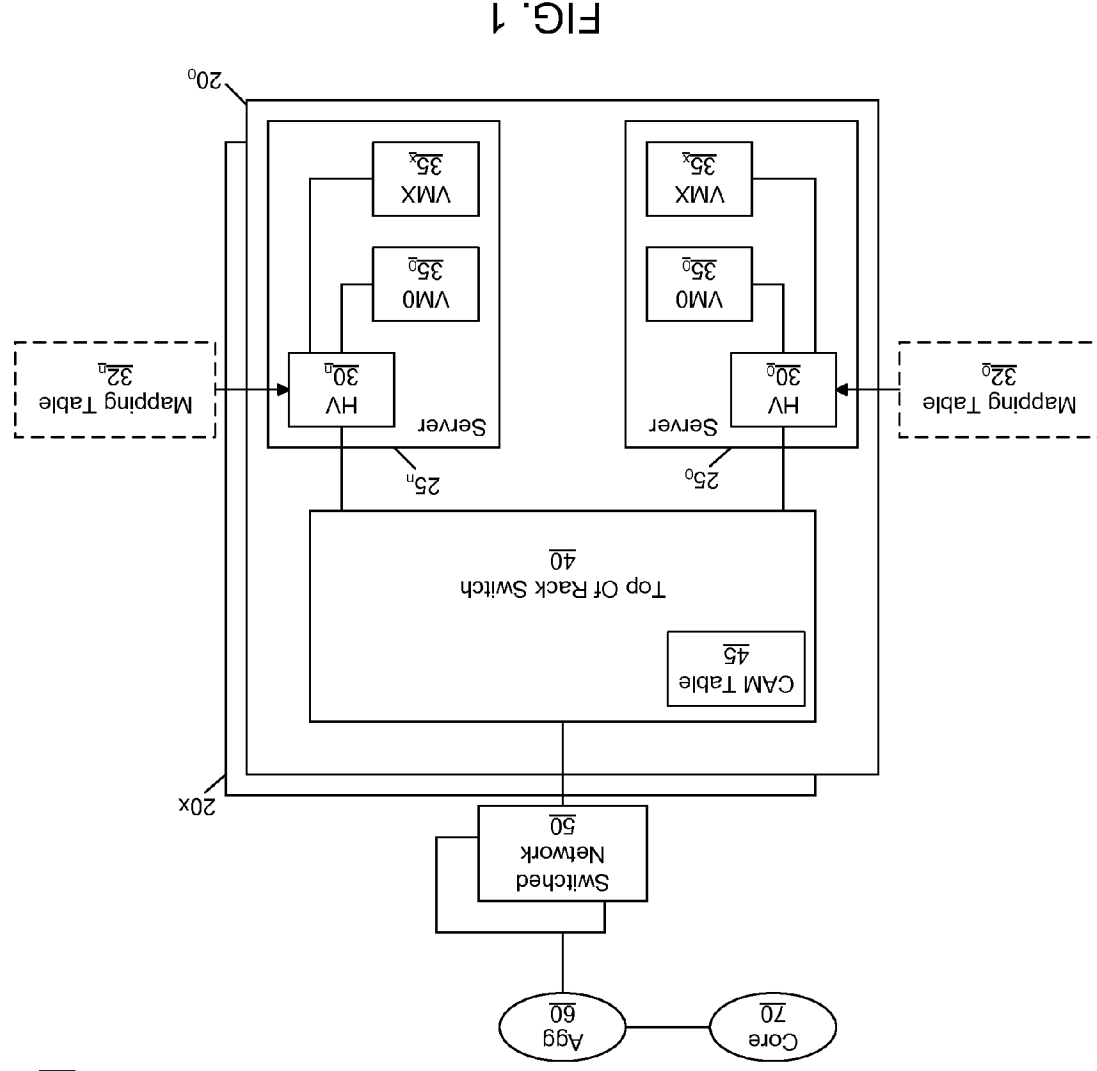 Core
70
Agg
60
Switched
Network
50
20x
CAM Table
45
Top Of Rack Switch
40
25₀
25ₙ
Mapping Table
32₀
HV
30₀
Server
Server
HV
30ₙ
Mapping Table
32ₙ
VM0
35₀
VM0
35₀
VMX
35ₓ
VMX
35ₓ
20₀
FIG. 1